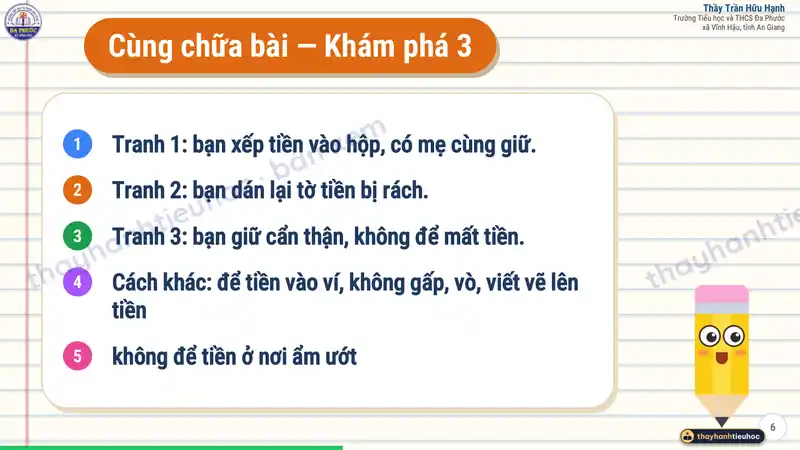 Thầy Trần Hữu Hạnh
Trường Tiểu học và THCS Đa Phước
xã Vĩnh Hậu, tỉnh An Giang
ĐA PHƯỚC
Cùng chữa bài — Khám phá 3
1 Tranh 1: bạn xếp tiền vào hộp, có mẹ cùng giữ.
2 Tranh 2: bạn dán lại tờ tiền bị rách.
3 Tranh 3: bạn giữ cẩn thận, không để mất tiền.
4 Cách khác: để tiền vào ví, không gấp, vò, viết vẽ lên
tiền
5 không để tiền ở nơi ẩm ướt
6
thayhanhtieuhoc